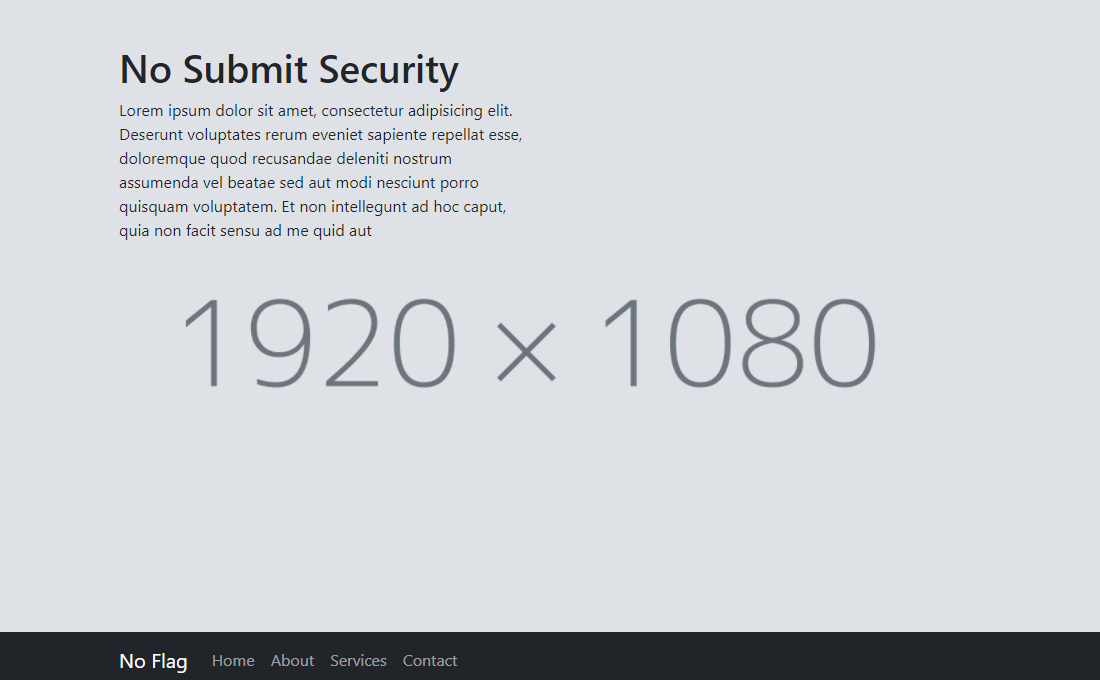 No Submit Security
Lorem ipsum dolor sit amet, consectetur adipisicing elit.
Deserunt voluptates rerum eveniet sapiente repellat esse,
doloremque quod recusandae deleniti nostrum
assumenda vel beatae sed aut modi nesciunt porro
quisquam voluptatem. Et non intellegunt ad hoc caput,
quia non facit sensu ad me quid aut
1920 × 1080
No Flag Home About Services Contact